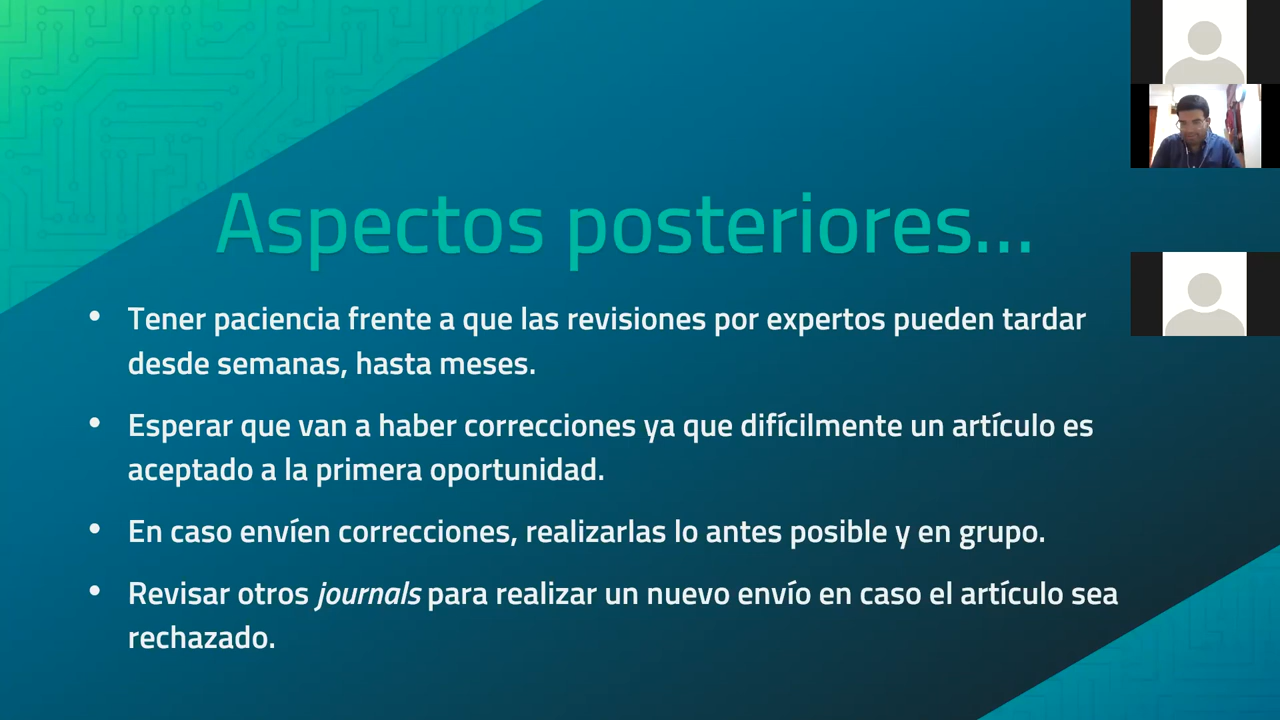 Aspectos posteriores...
• Tener paciencia frente a que las revisiones por expertos pueden tardar
desde semanas, hasta meses.
• Esperar que van a haber correcciones ya que difícilmente un artículo es
aceptado a la primera oportunidad.
• En caso envíen correcciones, realizarlas lo antes posible y en grupo.
• Revisar otros journals para realizar un nuevo envío en caso el artículo sea
rechazado.